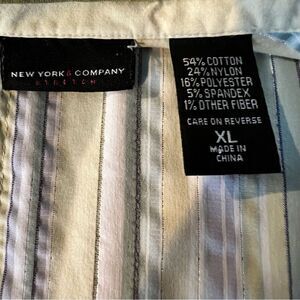 NEW YORK & COMPANY
STRETCH
54% COTTON
24% NYLON
16% POLYESTER
5% SPANDEX
1% OTHER FIBER
CARE ON REVERSE
XL
MADE IN
CHINA